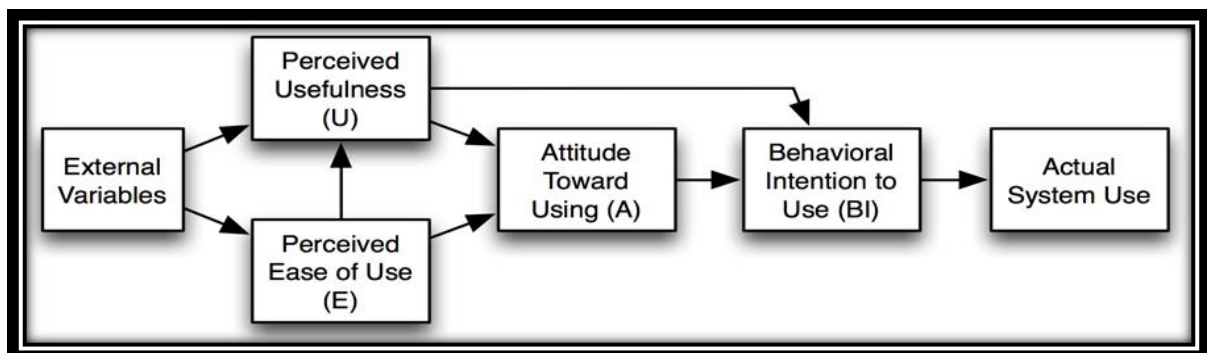 External
Variables
Perceived
Usefulness
(U)
Perceived
Ease of Use
(E)
Attitude
Toward
Using (A)
Behavioral
Intention to
Use (BI)
Actual
System Use